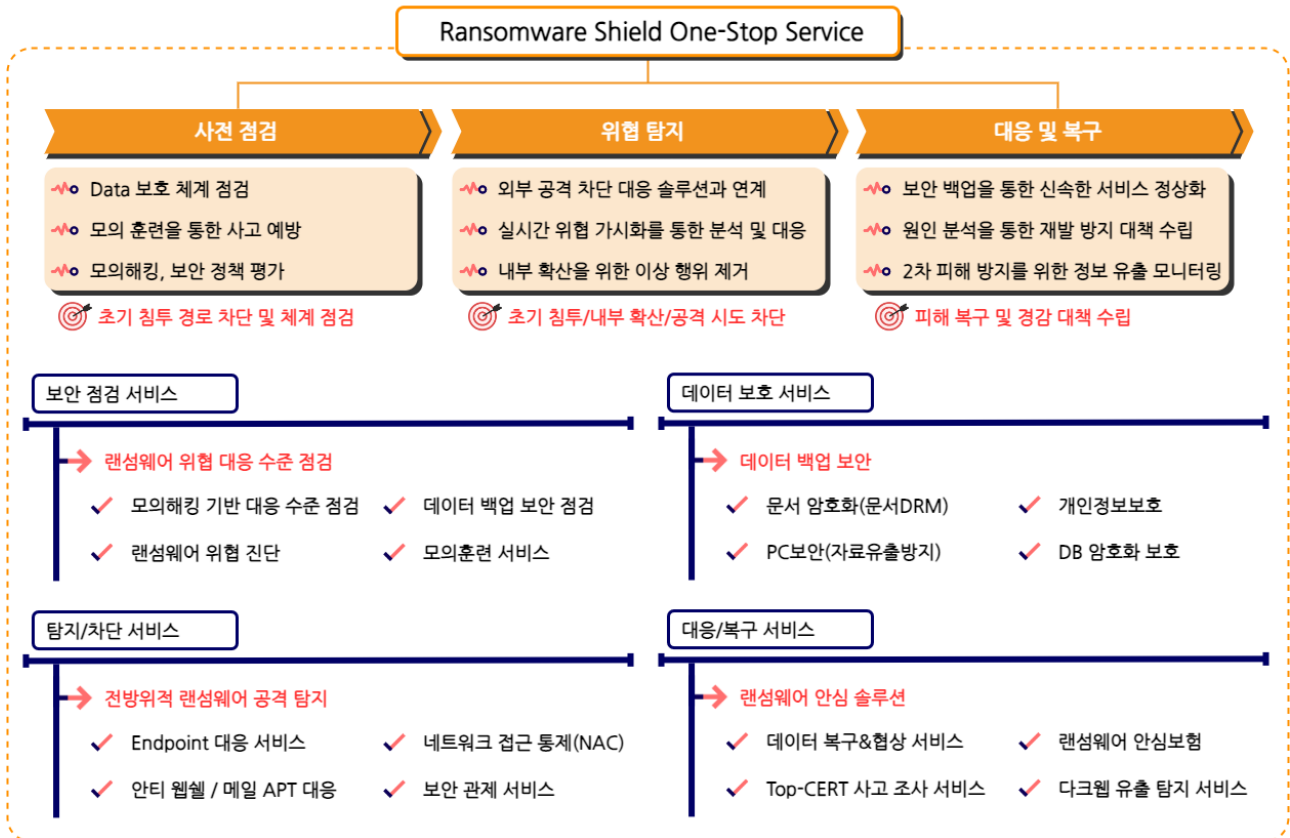 Ransomware Shield One-Stop Service
사전 점검
Data 보호 체계 점검
모의 훈련을 통한 사고 예방
모의해킹, 보안 정책 평가
초기 침투 경로 차단 및 체계 점검
위협 탐지
외부 공격 차단 대응 솔루션과 연계
실시간 위협 가시화를 통한 분석 및 대응
내부 확산을 위한 이상 행위 제거
초기 침투/내부 확산/공격 시도 차단
대응 및 복구
보안 백업을 통한 신속한 서비스 정상화
원인 분석을 통한 재발 방지 대책 수립
2차 피해 방지를 위한 정보 유출 모니터링
피해 복구 및 경감 대책 수립
보안 점검 서비스
랜섬웨어 위협 대응 수준 점검
모의해킹 기반 대응 수준 점검
데이터 백업 보안 점검
랜섬웨어 위협 진단
모의훈련 서비스
데이터 보호 서비스
데이터 백업 보안
문서 암호화(문서DRM)
개인정보보호
PC보안(자료유출방지)
DB 암호화 보호
탐지/차단 서비스
전방위적 랜섬웨어 공격 탐지
Endpoint 대응 서비스
네트워크 접근 통제(NAC)
안티 웹쉘 / 메일 APT 대응
보안 관제 서비스
대응/복구 서비스
랜섬웨어 안심 솔루션
데이터 복구&협상 서비스
랜섬웨어 안심보험
Top-CERT 사고 조사 서비스
다크웹 유출 탐지 서비스